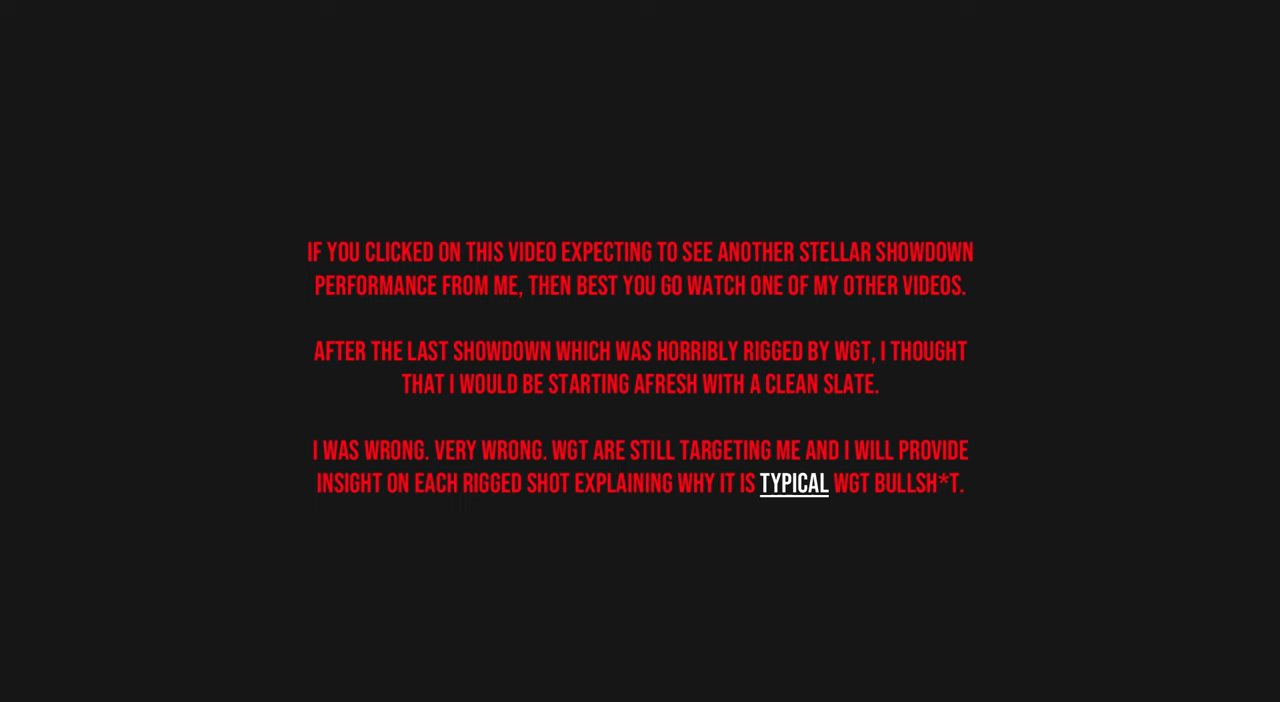 IF YOU CLICKED ON THIS VIDEO EXPECTING TO SEE ANOTHER STELLAR SHOWDOWN
PERFORMANCE FROM ME, THEN BEST YOU GO WATCH ONE OF MY OTHER VIDEOS.
AFTER THE LAST SHOWDOWN WHICH WAS HORRIBLY RIGGED BY WGT, I THOUGHT
THAT I WOULD BE STARTING AFRESH WITH A CLEAN SLATE.
I WAS WRONG. VERY WRONG. WGT ARE STILL TARGETING ME AND I WILL PROVIDE
INSIGHT ON EACH RIGGED SHOT EXPLAINING WHY IT IS TYPICAL WGT BULLSH*T.